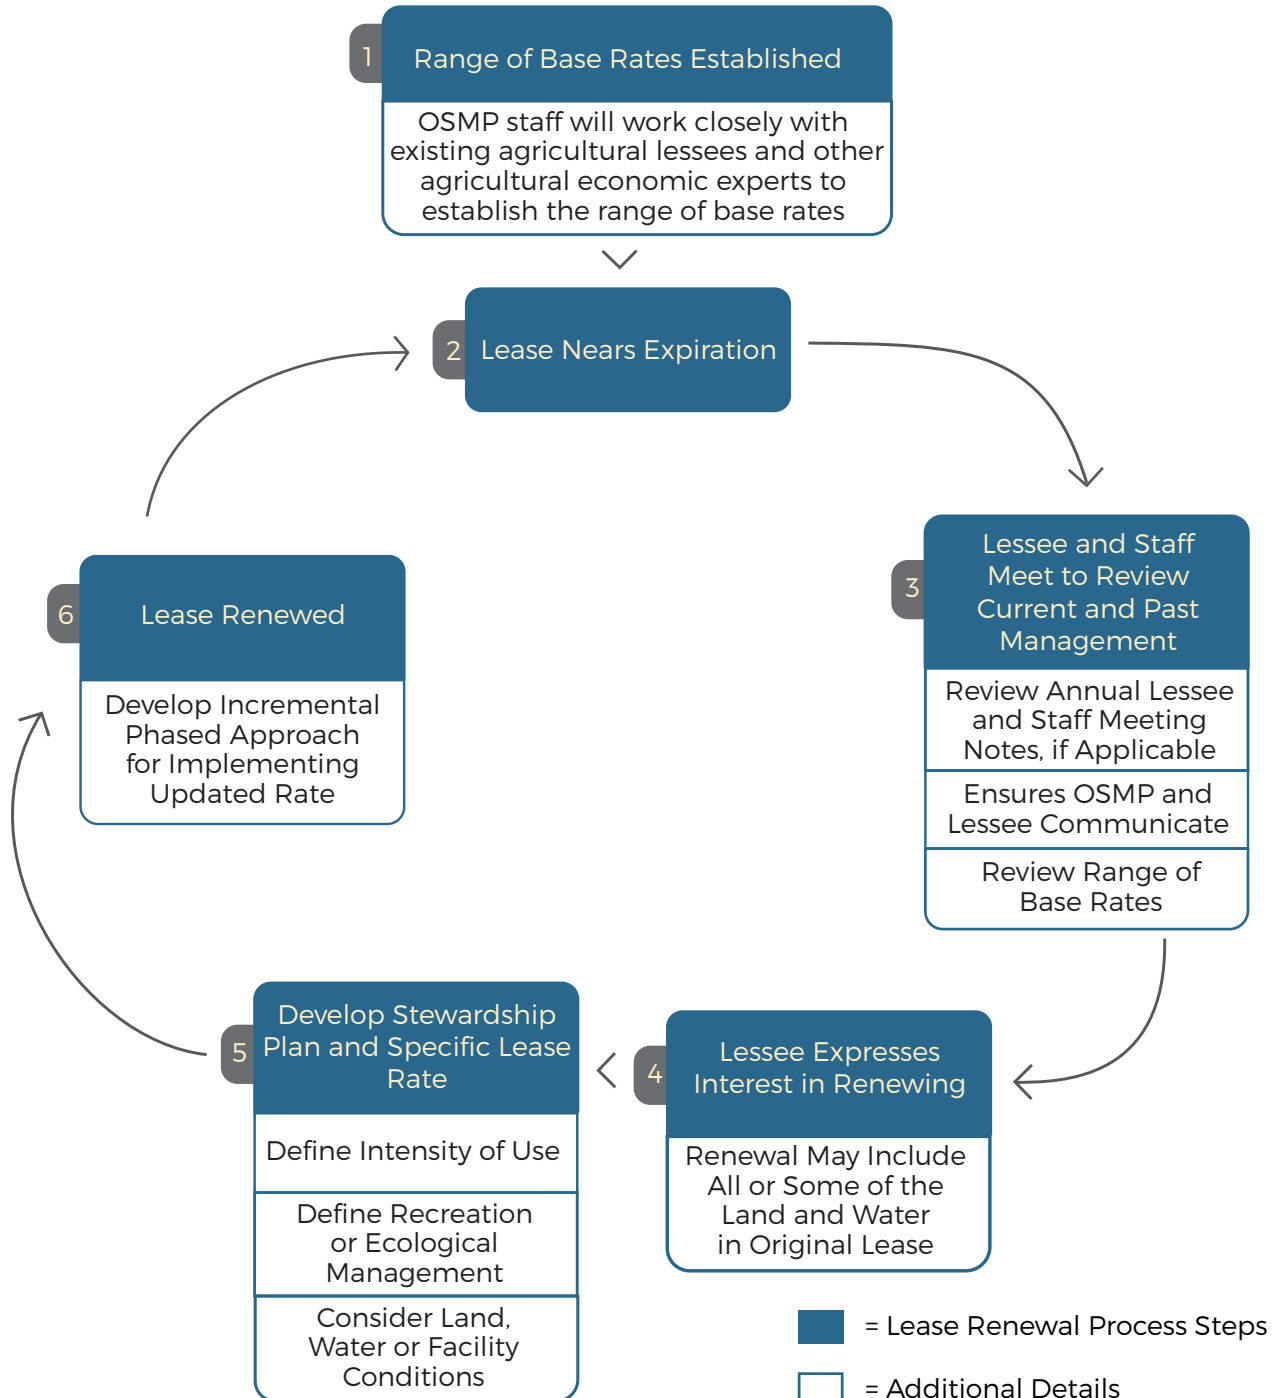 1
Range of Base Rates Established
OSMP staff will work closely with
existing agricultural lessees and other
agricultural economic experts to
establish the range of base rates
2
Lease Nears Expiration
3
Lessee and Staff
Meet to Review
Current and Past
Management
Review Annual Lessee
and Staff Meeting
Notes, if Applicable
Ensures OSMP and
Lessee Communicate
Review Range of
Base Rates
4
Lessee Expresses
Interest in Renewing
Renewal May Include
All or Some of the
Land and Water
in Original Lease
5
Develop Stewardship
Plan and Specific Lease
Rate
Define Intensity of Use
Define Recreation
or Ecological
Management
Consider Land,
Water or Facility
Conditions
6
Lease Renewed
Develop Incremental
Phased Approach
for Implementing
Updated Rate
= Lease Renewal Process Steps
= Additional Details